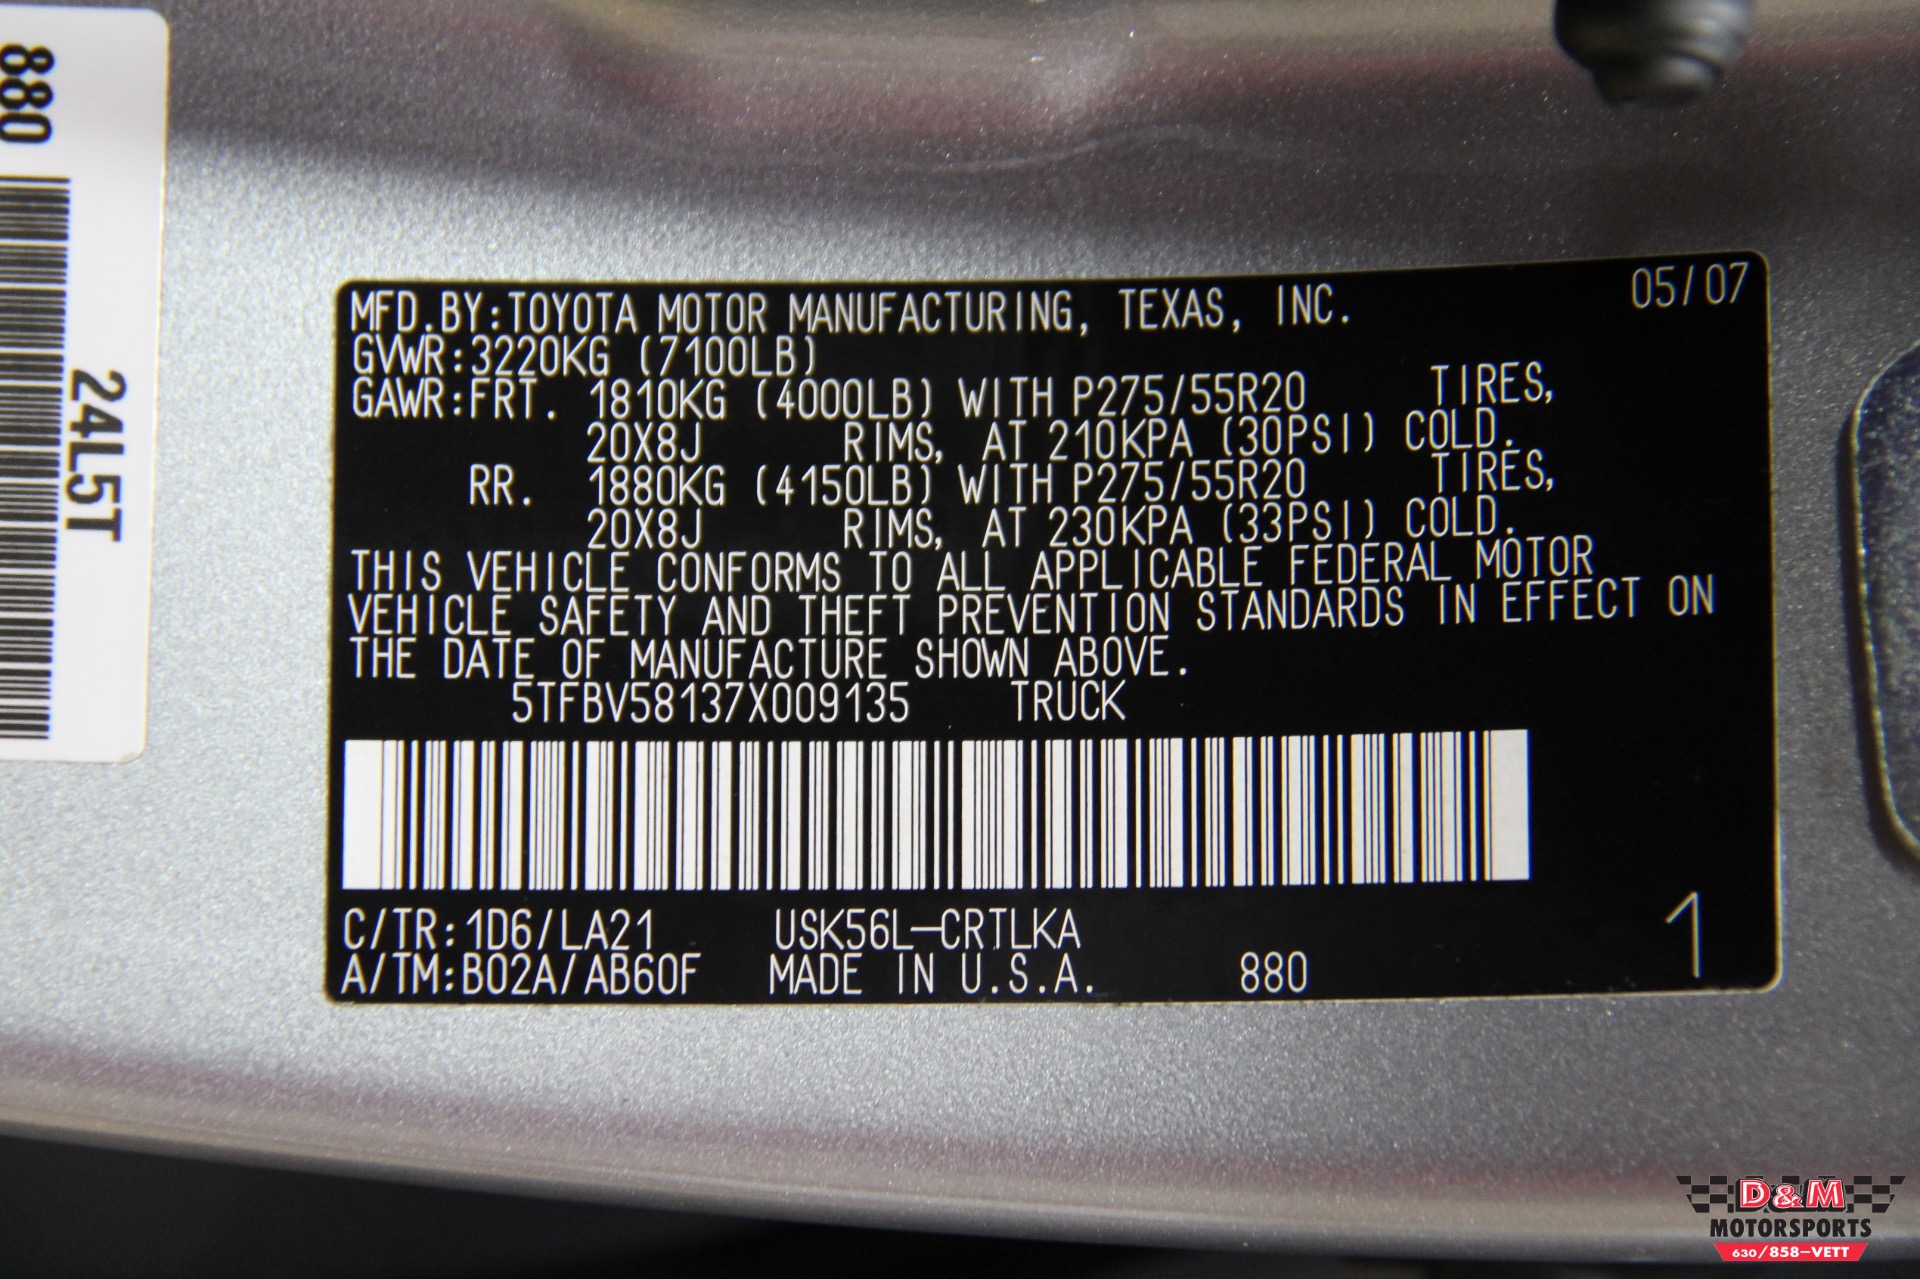 880
24L5T
MFD.BY:TOYOTA MOTOR MANUFACTURING, TEXAS, INC. 05/07
GVWR:3220KG (7100LB)
GAWR:FRT. 1810KG (4000LB) WITH P275/55R20 TIRES,
20X8J RIMS, AT 210KPA (30PSI) COLD.
RR. 1880KG (4150LB) WITH P275/55R20 TIRES,
20X8J RIMS, AT 230KPA (33PSI) COLD.
THIS VEHICLE CONFORMS TO ALL APPLICABLE FEDERAL MOTOR
VEHICLE SAFETY AND THEFT PREVENTION STANDARDS IN EFFECT ON
THE DATE OF MANUFACTURE SHOWN ABOVE.
5TFBV58137X009135 TRUCK
C/TR:1D6/LA21 USK56L-CRTLKA
A/TM:B02A/AB60F MADE IN U.S.A. 880 1
D&M
MOTORSPORTS
630/858-VETT